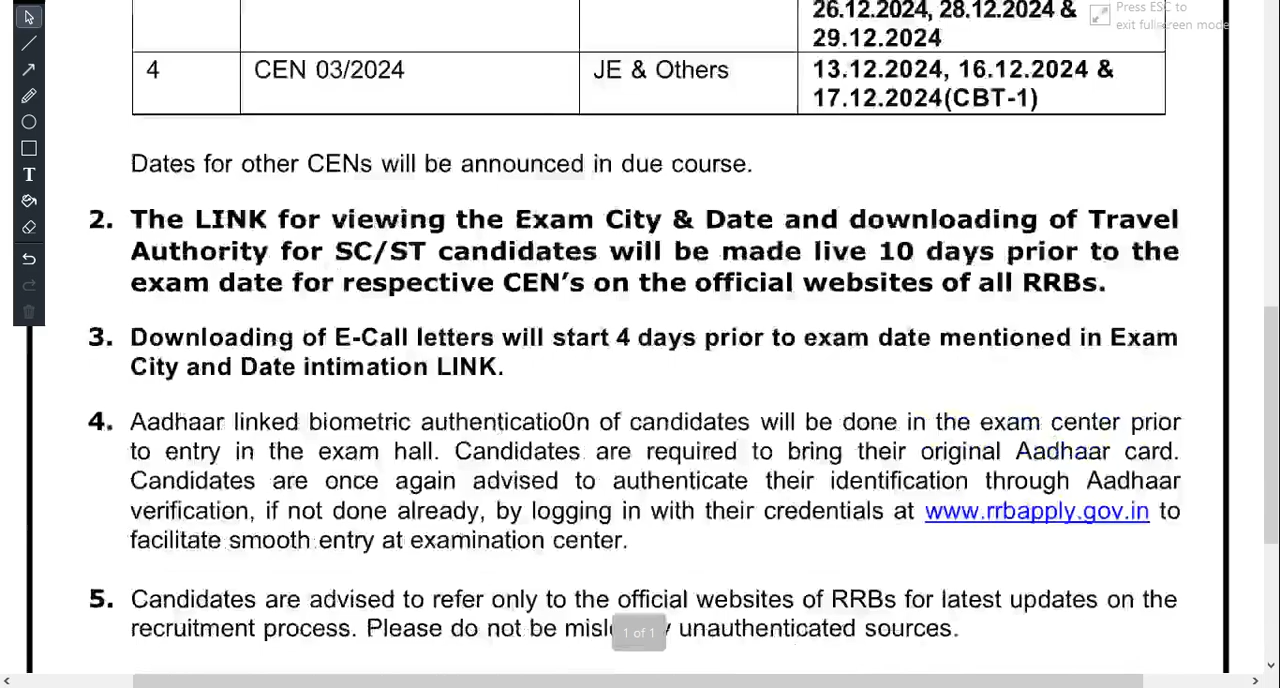 26.12.2024, 28.12.2024 &
29.12.2024
Press ESC to
exit fullscreen mode
4 CEN 03/2024 JE & Others 13.12.2024, 16.12.2024 &
17.12.2024(CBT-1)
Dates for other CENs will be announced in due course.
2. The LINK for viewing the Exam City & Date and downloading of Travel
Authority for SC/ST candidates will be made live 10 days prior to the
exam date for respective CEN's on the official websites of all RRBs.
3. Downloading of E-Call letters will start 4 days prior to exam date mentioned in Exam
City and Date intimation LINK.
4. Aadhaar linked biometric authenticatio0n of candidates will be done in the exam center prior
to entry in the exam hall. Candidates are required to bring their original Aadhaar card.
Candidates are once again advised to authenticate their identification through Aadhaar
verification, if not done already, by logging in with their credentials at www.rrbapply.gov.in to
facilitate smooth entry at examination center.
5. Candidates are advised to refer only to the official websites of RRBs for latest updates on the
recruitment process. Please do not be unauthenticated sources.
1 of 1
T